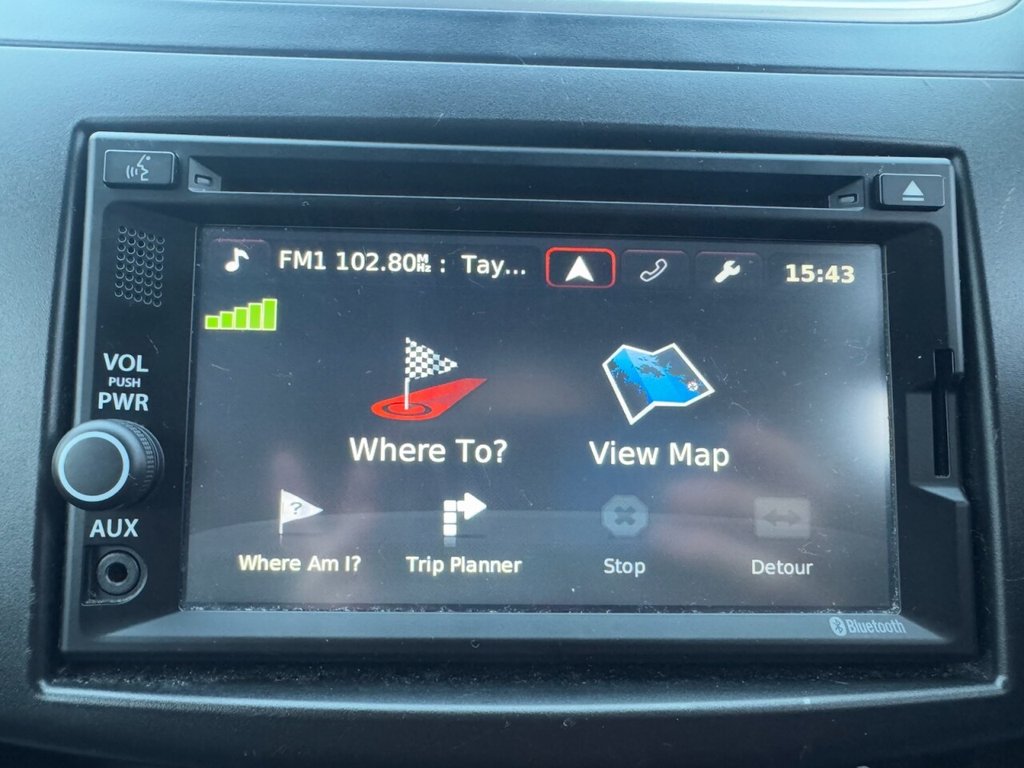 FM1 102.80MHz : Tay...
15:43
VOL
PUSH
PWR
Where To?
View Map
?
AUX
Where Am I?
Trip Planner
Stop
Detour
Bluetooth